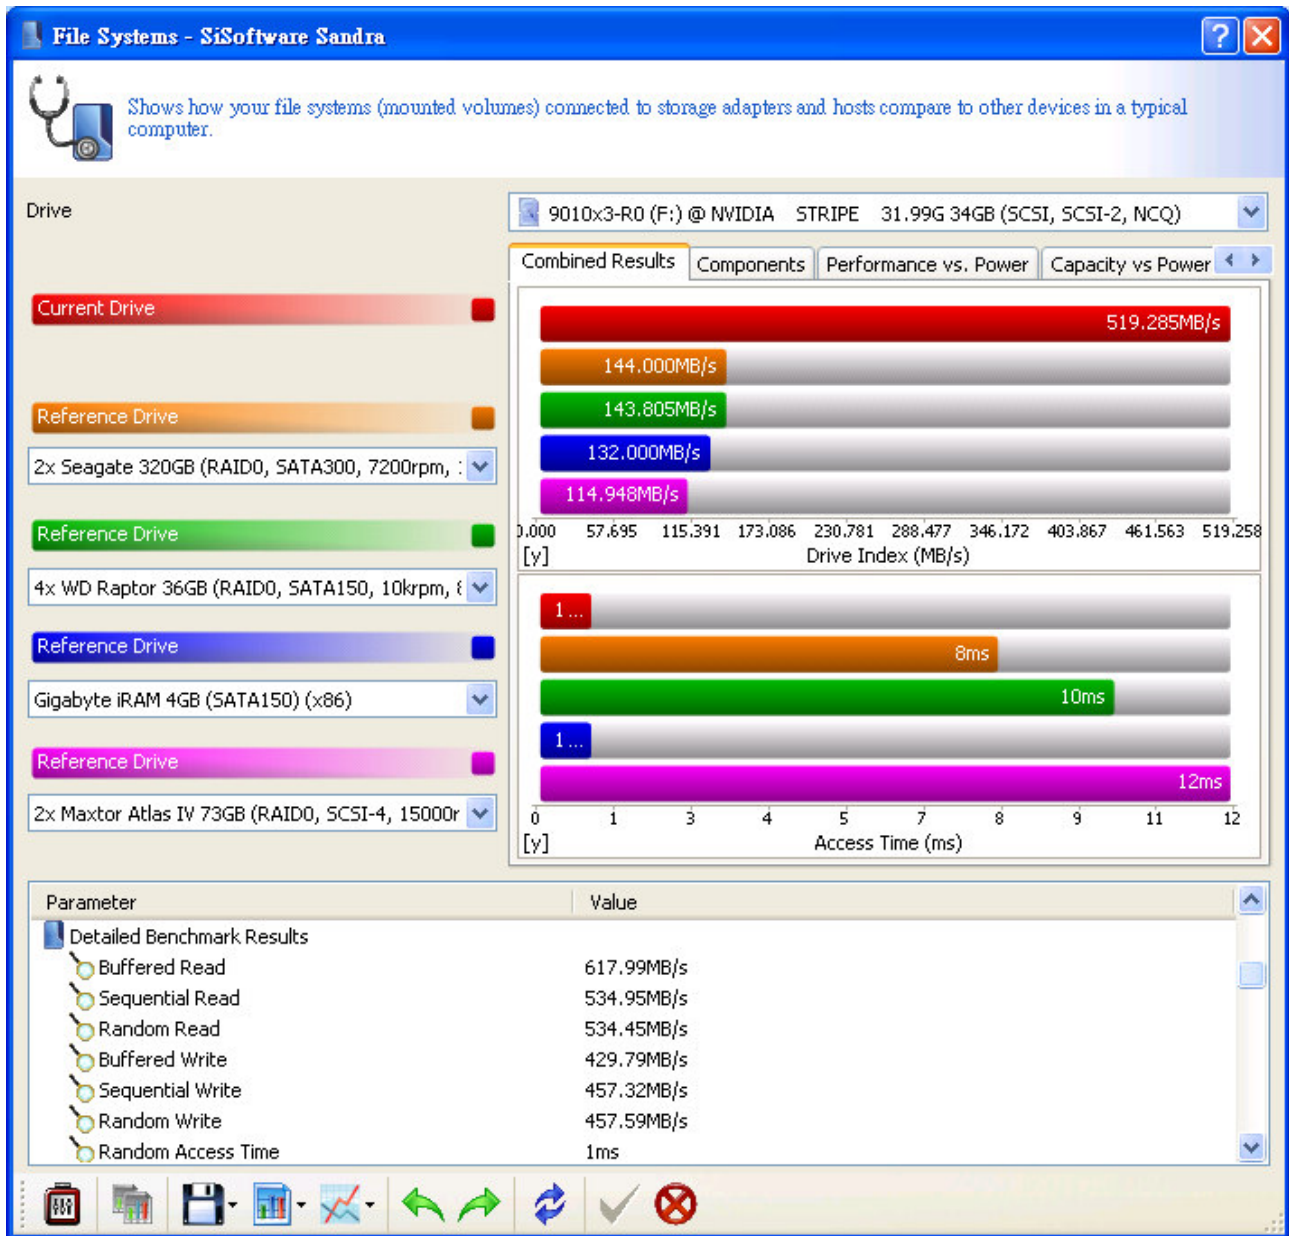 File Systems - SiSoftware Sandra
Shows how your file systems (mounted volumes) connected to storage adapters and hosts compare to other devices in a typical
computer.
Drive
9010x3-R0 (F:) @ NVIDIA STRIPE 31.99G 34GB (SCSI, SCSI-2, NCQ)
Combined Results
Components
Performance vs. Power
Capacity vs Power
Current Drive
Reference Drive
2x Seagate 320GB (RAID0, SATA300, 7200rpm,
Reference Drive
4x WD Raptor 36GB (RAID0, SATA150, 10krpm,
Reference Drive
Gigabyte iRAM 4GB (SATA150) (x86)
Reference Drive
2x Maxtor Atlas IV 73GB (RAID0, SCSI-4, 15000r
519.285MB/s
144.000MB/s
143.805MB/s
132.000MB/s
114.948MB/s
0.000 57.695 115.391 173.086 230.781 288.477 346.172 403.867 461.563 519.258
[y]
Drive Index (MB/s)
1...
8ms
10ms
1...
12ms
0 1 3 4 5 7 8 9 11 12
[y]
Access Time (ms)
Parameter Value
Detailed Benchmark Results
Buffered Read 617.99MB/s
Sequential Read 534.95MB/s
Random Read 534.45MB/s
Buffered Write 429.79MB/s
Sequential Write 457.32MB/s
Random Write 457.59MB/s
Random Access Time 1ms